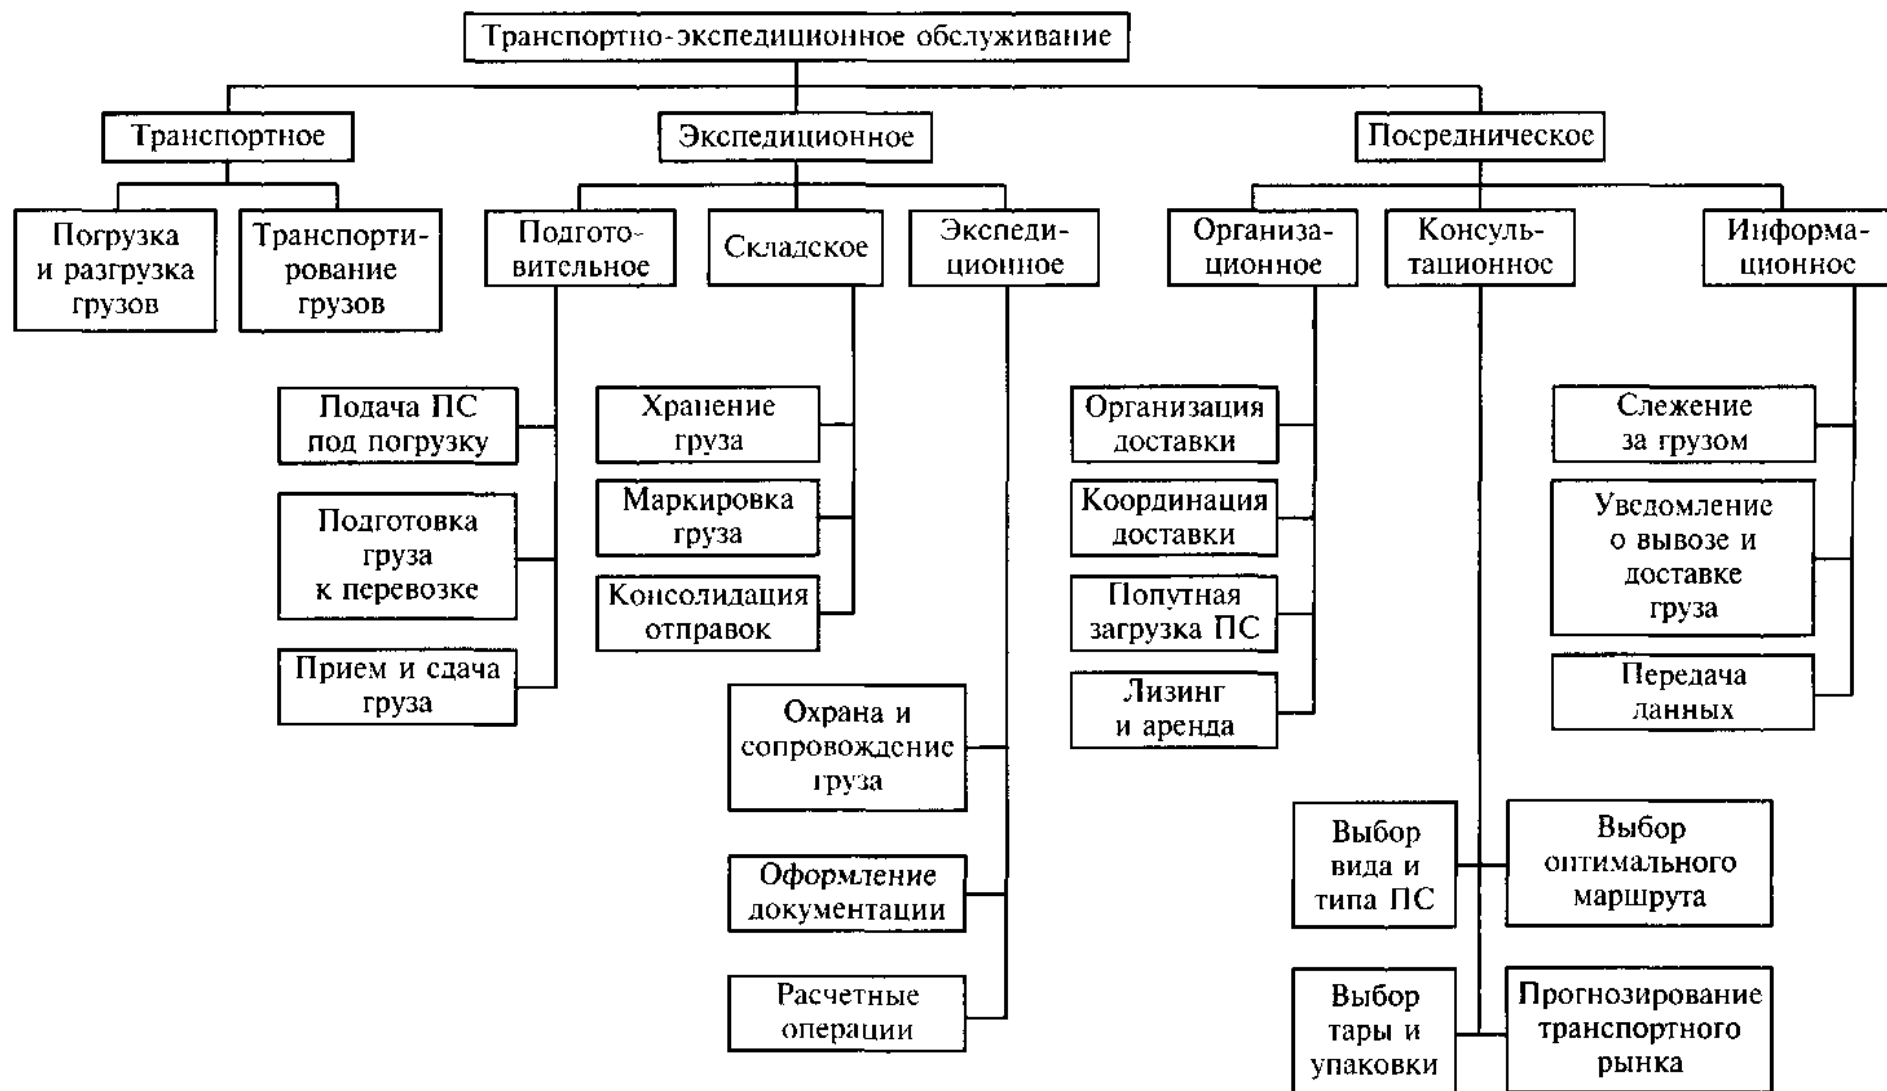 Транспортно-экспедиционное обслуживание
Транспортное
Экспедиционное
Посредническое
Погрузка
и разгрузка
грузов
Транспорти-
рование
грузов
Подгото-
вительное
Складское
Экспеди-
ционное
Организа-
ционное
Консуль-
тационное
Информа-
ционное
Подача ПС
под погрузку
Подготовка
груза
к перевозке
Прием и сдача
груза
Хранение
груза
Маркировка
груза
Консолидация
отправок
Охрана и
сопровождение
груза
Оформление
документации
Расчетные
операции
Организация
доставки
Координация
доставки
Попутная
загрузка ПС
Лизинг
и аренда
Выбор
вида и
типа ПС
Выбор
оптимального
маршрута
Выбор
тары и
упаковки
Прогнозирование
транспортного
рынка
Слежение
за грузом
Уведомление
о вывозе и
доставке
груза
Передача
данных